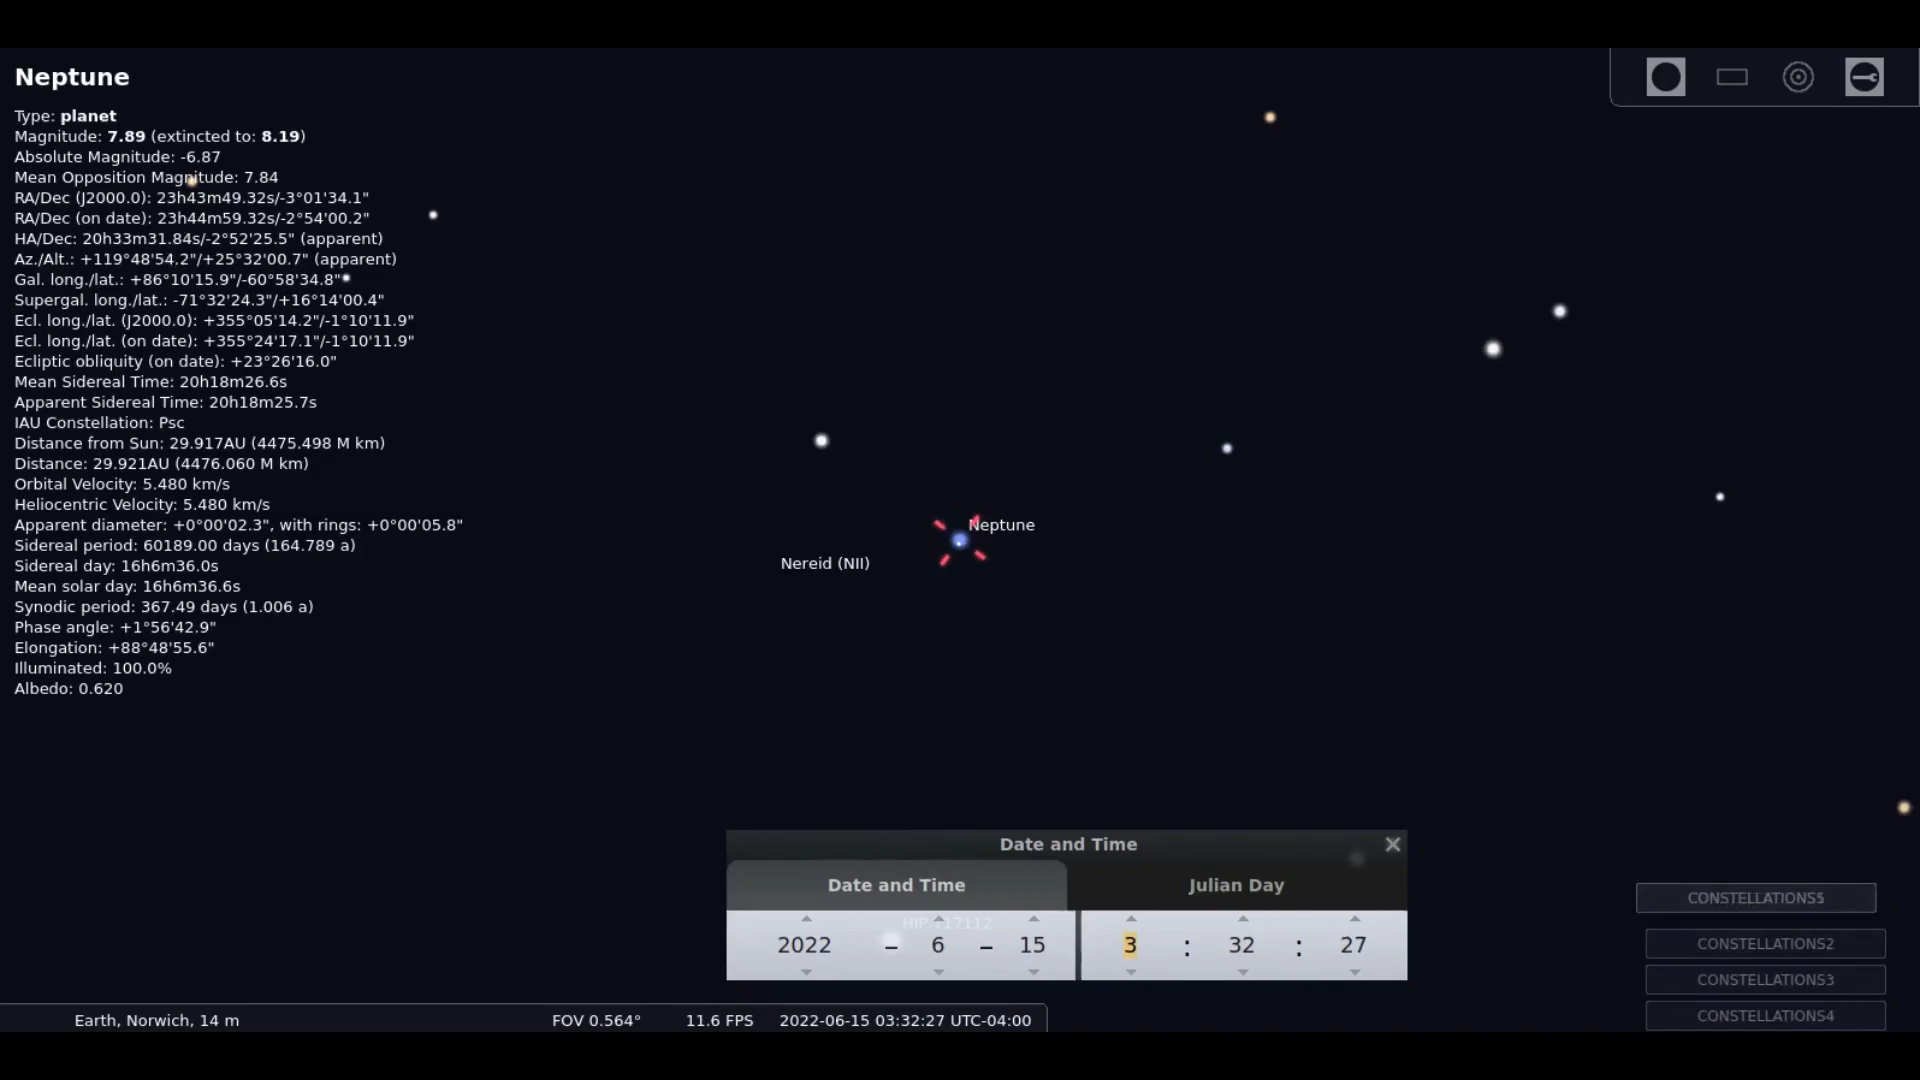 Neptune
Type: planet
Magnitude: 7.89 (extincted to: 8.19)
Absolute Magnitude: -6.87
Mean Opposition Magnitude: 7.84
RA/Dec (J2000.0): 23h43m49.32s/-3°01'34.1"
RA/Dec (on date): 23h44m59.32s/-2°54'00.2"
HA/Dec: 20h33m31.84s/-2°52'25.5" (apparent)
Az./Alt.: +119°48'54.2"/+25°32'00.7" (apparent)
Gal. long./lat.: +86°10'15.9"/-60°58'34.8"
Supergal. long./lat.: -71°32'24.3"/+16°14'00.4"
Ecl. long./lat. (J2000.0): +355°05'14.2"/-1°10'11.9"
Ecl. long./lat. (on date): +355°24'17.1"/-1°10'11.9"
Ecliptic obliquity (on date): +23°26'16.0"
Mean Sidereal Time: 20h18m26.6s
Apparent Sidereal Time: 20h18m25.7s
IAU Constellation: Psc
Distance from Sun: 29.917AU (4475.498 M km)
Distance: 29.921AU (4476.060 M km)
Orbital Velocity: 5.480 km/s
Heliocentric Velocity: 5.480 km/s
Apparent diameter: +0°00'02.3", with rings: +0°00'05.8"
Sidereal period: 60189.00 days (164.789 a)
Sidereal day: 16h6m36.0s
Mean solar day: 16h6m36.6s
Synodic period: 367.49 days (1.006 a)
Phase angle: +1°56'42.9"
Elongation: +88°48'55.6"
Illuminated: 100.0%
Albedo: 0.620
Neptune
Nereid (NII)
Date and Time
Date and Time Julian Day
2022 – 6 – 15 3 : 32 : 27
CONSTELLATIONS2
CONSTELLATIONS3
CONSTELLATIONS4
Earth, Norwich, 14 m FOV 0.564° 11.6 FPS 2022-06-15 03:32:27 UTC-04:00